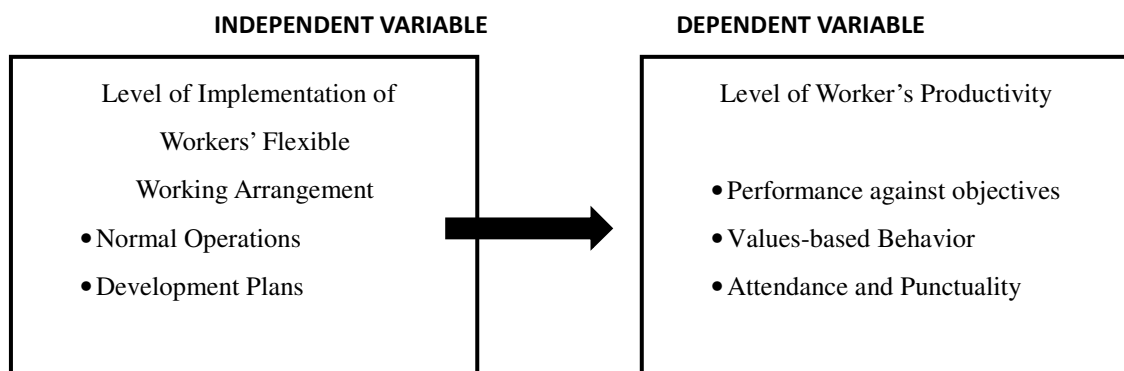 INDEPENDENT VARIABLE
DEPENDENT VARIABLE
Level of Implementation of
Workers’ Flexible
Working Arrangement
•Normal Operations
•Development Plans
Level of Worker’s Productivity
•Performance against objectives
•Values-based Behavior
•Attendance and Punctuality